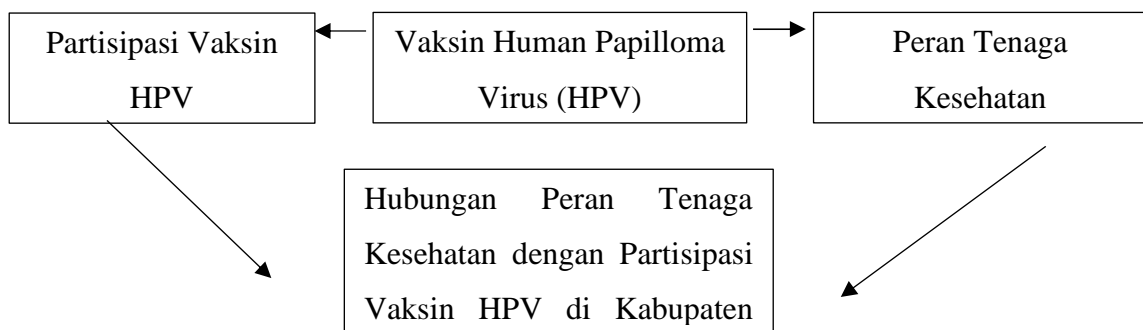 Partisipasi Vaksin
HPV
Vaksin Human Papilloma
Virus (HPV)
Peran Tenaga
Kesehatan
Hubungan Peran Tenaga
Kesehatan dengan Partisipasi
Vaksin HPV di Kabupaten